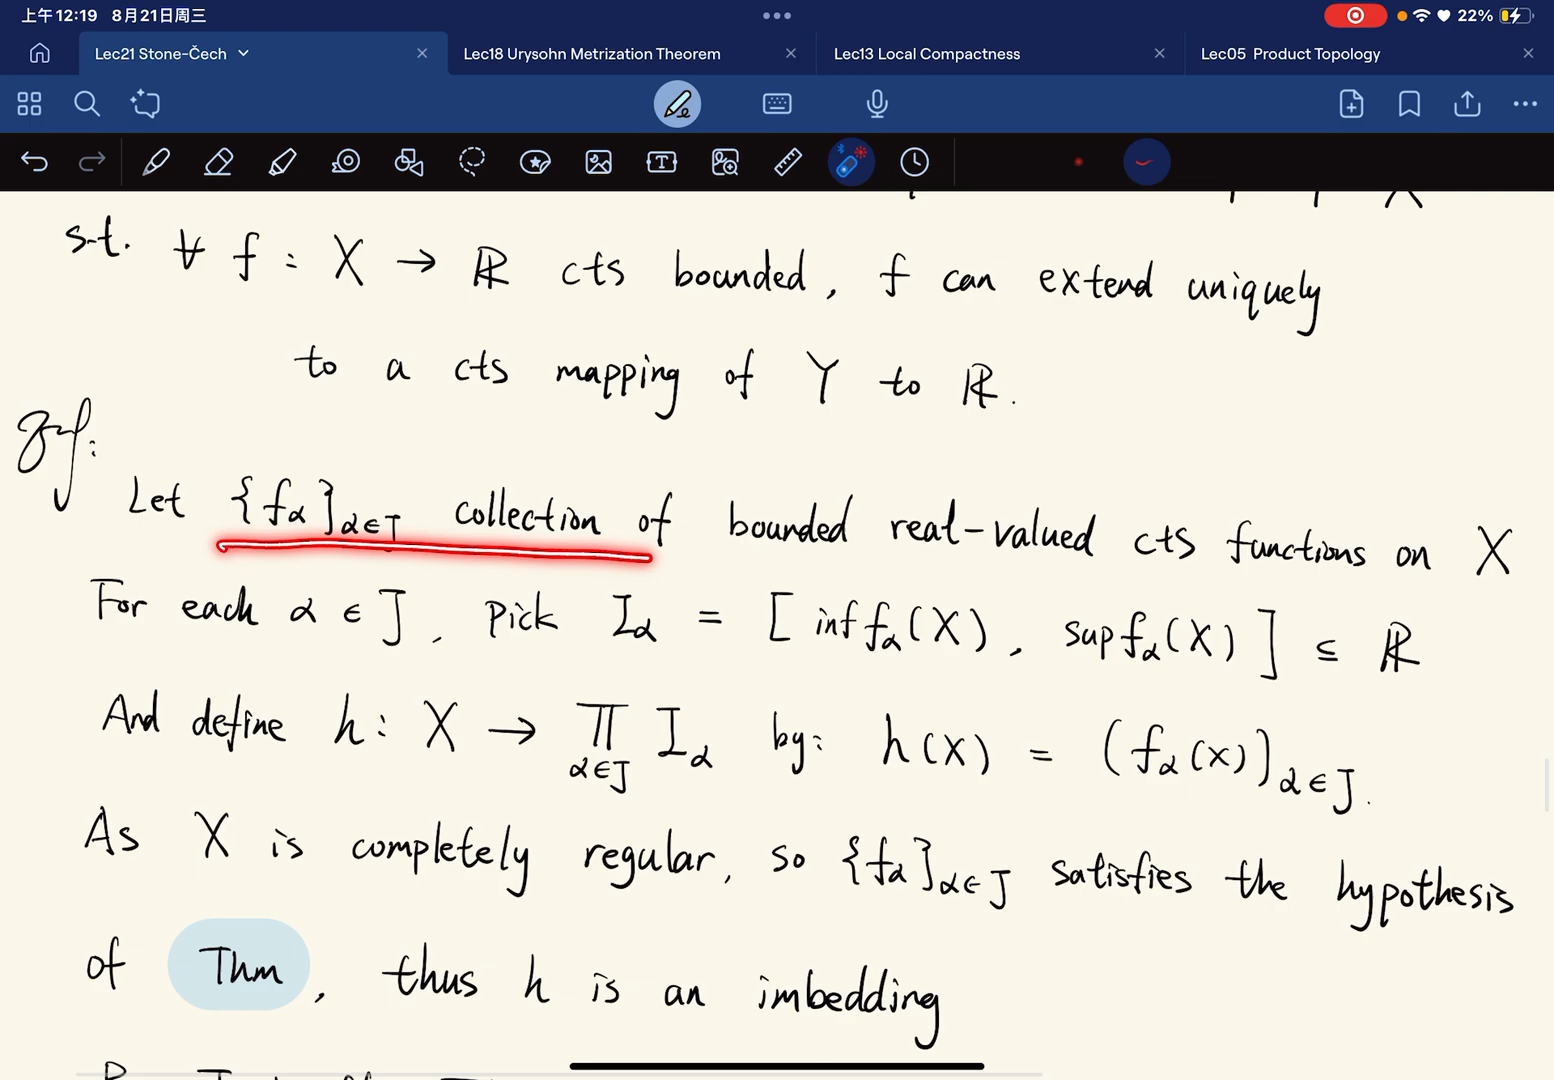 上午12:19 8月21日周三
22%
Lec21 Stone-Čech
Lec18 Urysohn Metrization Theorem
Lec13 Local Compactness
Lec05 Product Topology
s.t. ∀ f : X → ℝ cts bounded, f can extend uniquely
to a cts mapping of Y to ℝ.
Let {fα}α∈J collection of bounded real-valued cts functions on X
For each α ∈ J, pick Iα = [inf fα(X), sup fα(X)] ⊆ ℝ
And define h: X → ∏α∈J Iα by: h(x) = (fα(x))α∈J.
As X is completely regular, so {fα}α∈J satisfies the hypothesis
of Thm, thus h is an imbedding